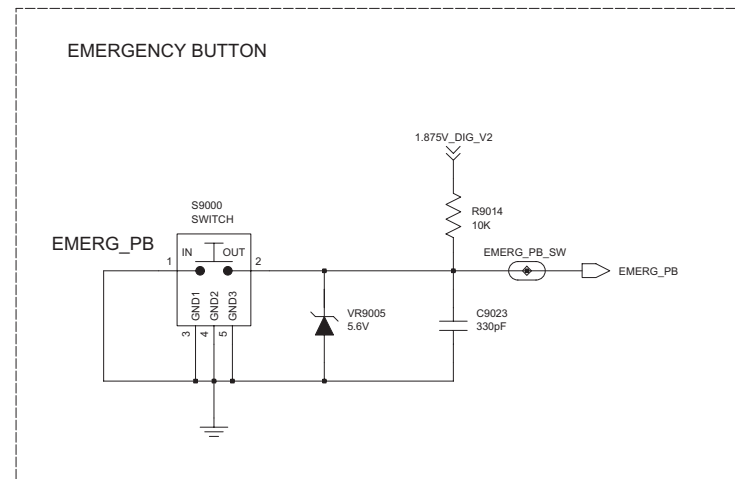 EMERGENCY BUTTON
1.875V_DIG_V2
R9014
10K
S9000
SWITCH
EMERG_PB
IN
OUT
1
2
EMERG_PB_SW
EMERG_PB
GND1
GND2
GND3
3
4
5
VR9005
5.6V
C9023
330pF